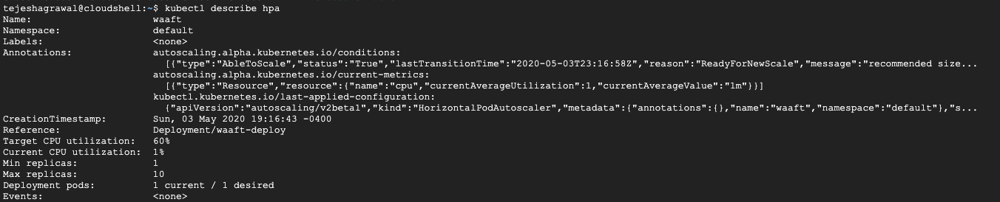 tejeshagrawal@cloudshell:~$ kubectl describe hpa
Name: waaft
Namespace: default
Labels: <none>
Annotations: autoscaling.alpha.kubernetes.io/conditions:
[{"type":"AbleToScale","status":"True","lastTransitionTime":"2020-05-03T23:16:58Z","reason":"ReadyForNewScale","message":"recommended size...
autoscaling.alpha.kubernetes.io/current-metrics:
[{"type":"Resource","resource":{"name":"cpu","currentAverageUtilization":1,"currentAverageValue":"1m"}}]
kubectl.kubernetes.io/last-applied-configuration:
{"apiVersion":"autoscaling/v2beta1","kind":"HorizontalPodAutoscaler","metadata":{"annotations":{},"name":"waaft","namespace":"default"},"s...
CreationTimestamp: Sun, 03 May 2020 19:16:43 -0400
Reference: Deployment/waaft-deploy
Target CPU utilization: 60%
Current CPU utilization: 1%
Min replicas: 1
Max replicas: 10
Deployment pods: 1 current / 1 desired
Events: <none>